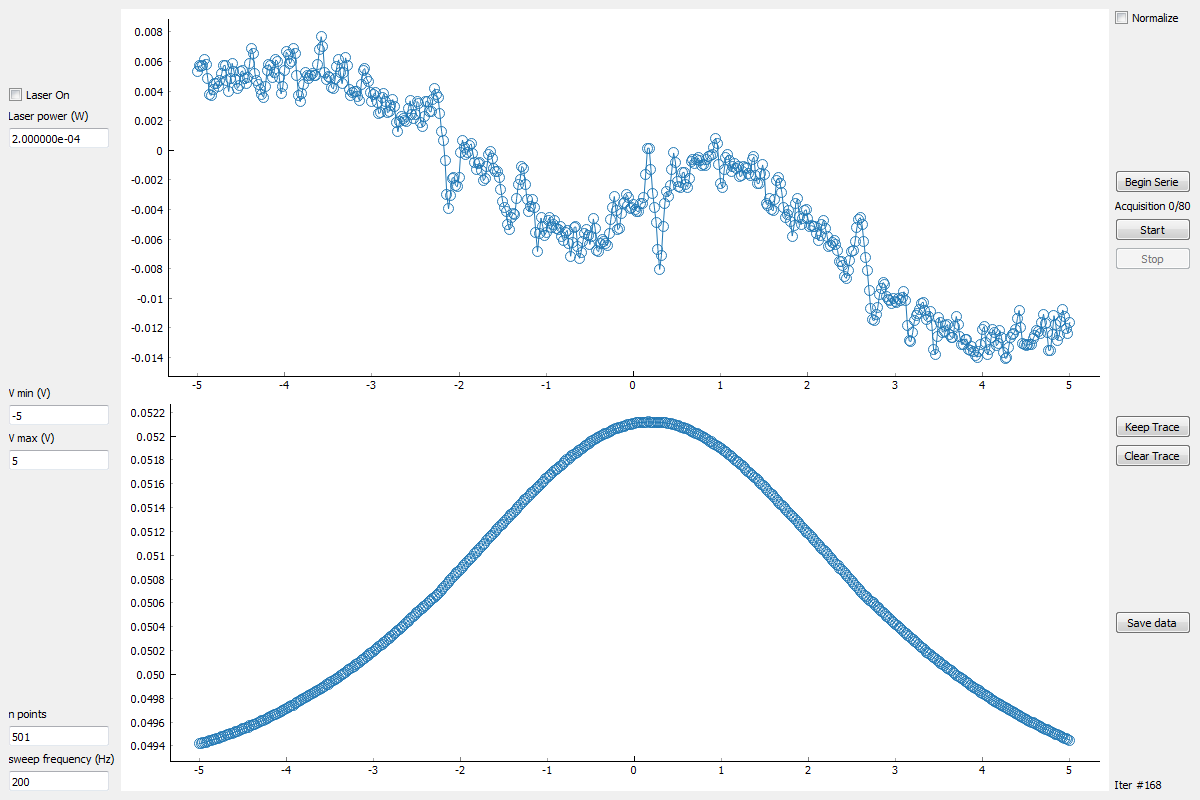 Normalize
Laser On
Laser power (W)
2.000000e-04
0.008
0.006
0.004
0.002
0
-0.002
-0.004
-0.006
-0.008
-0.01
-0.012
-0.014
-5 -4 -3 -2 -1 0 1 2 3 4 5
Begin Serie
Acquisition 0/80
Start
Stop
V min (V)
-5
V max (V)
5
0.0522
0.052
0.0518
0.0516
0.0514
0.0512
0.051
0.0508
0.0506
0.0504
0.0502
0.050
0.0498
0.0496
0.0494
-5 -4 -3 -2 -1 0 1 2 3 4 5
Keep Trace
Clear Trace
Save data
n points
501
sweep frequency (Hz)
200
Iter #168